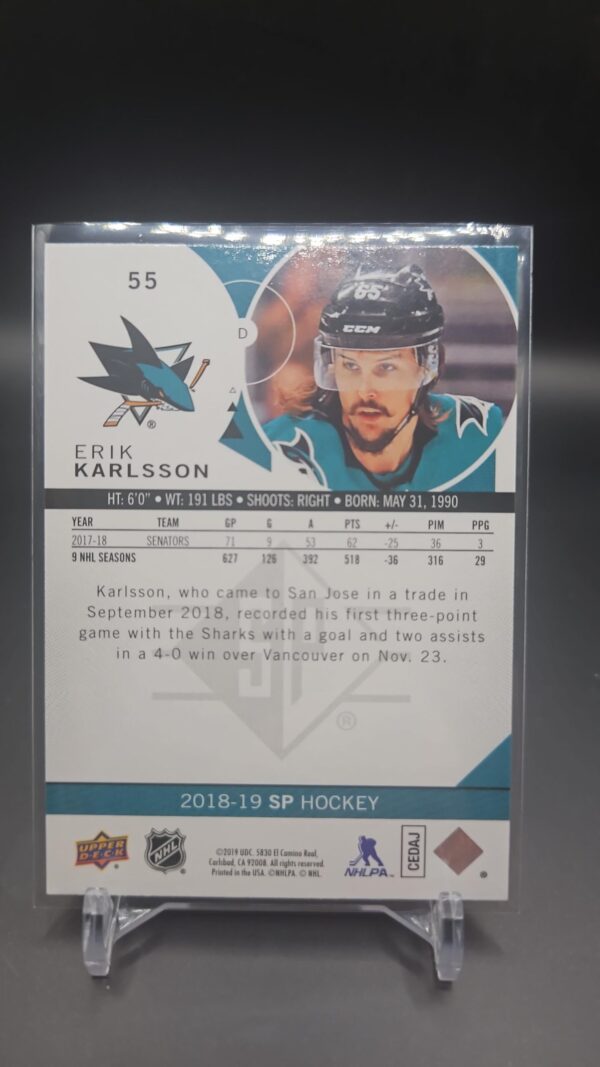 55
D
®
65
CCM
ERIK
KARLSSON
HT: 6'0" • WT: 191 LBS • SHOOTS: RIGHT • BORN: MAY 31, 1990
YEAR TEAM GP G A PTS +/- PIM PPG
2017-18 SENATORS 71 9 53 62 -25 36 3
9 NHL SEASONS 627 126 392 518 -36 316 29
Karlsson, who came to San Jose in a trade in
September 2018, recorded his first three-point
game with the Sharks with a goal and two assists
in a 4-0 win over Vancouver on Nov. 23.
SP
®
2018-19 SP HOCKEY
UPPER
DECK
NHL
©2019 UDC. 5830 El Camino Real,
Carlsbad, CA 92008. All rights reserved.
Printed in the USA. ©NHLPA. © NHL.
NHLPA
CEDAJ